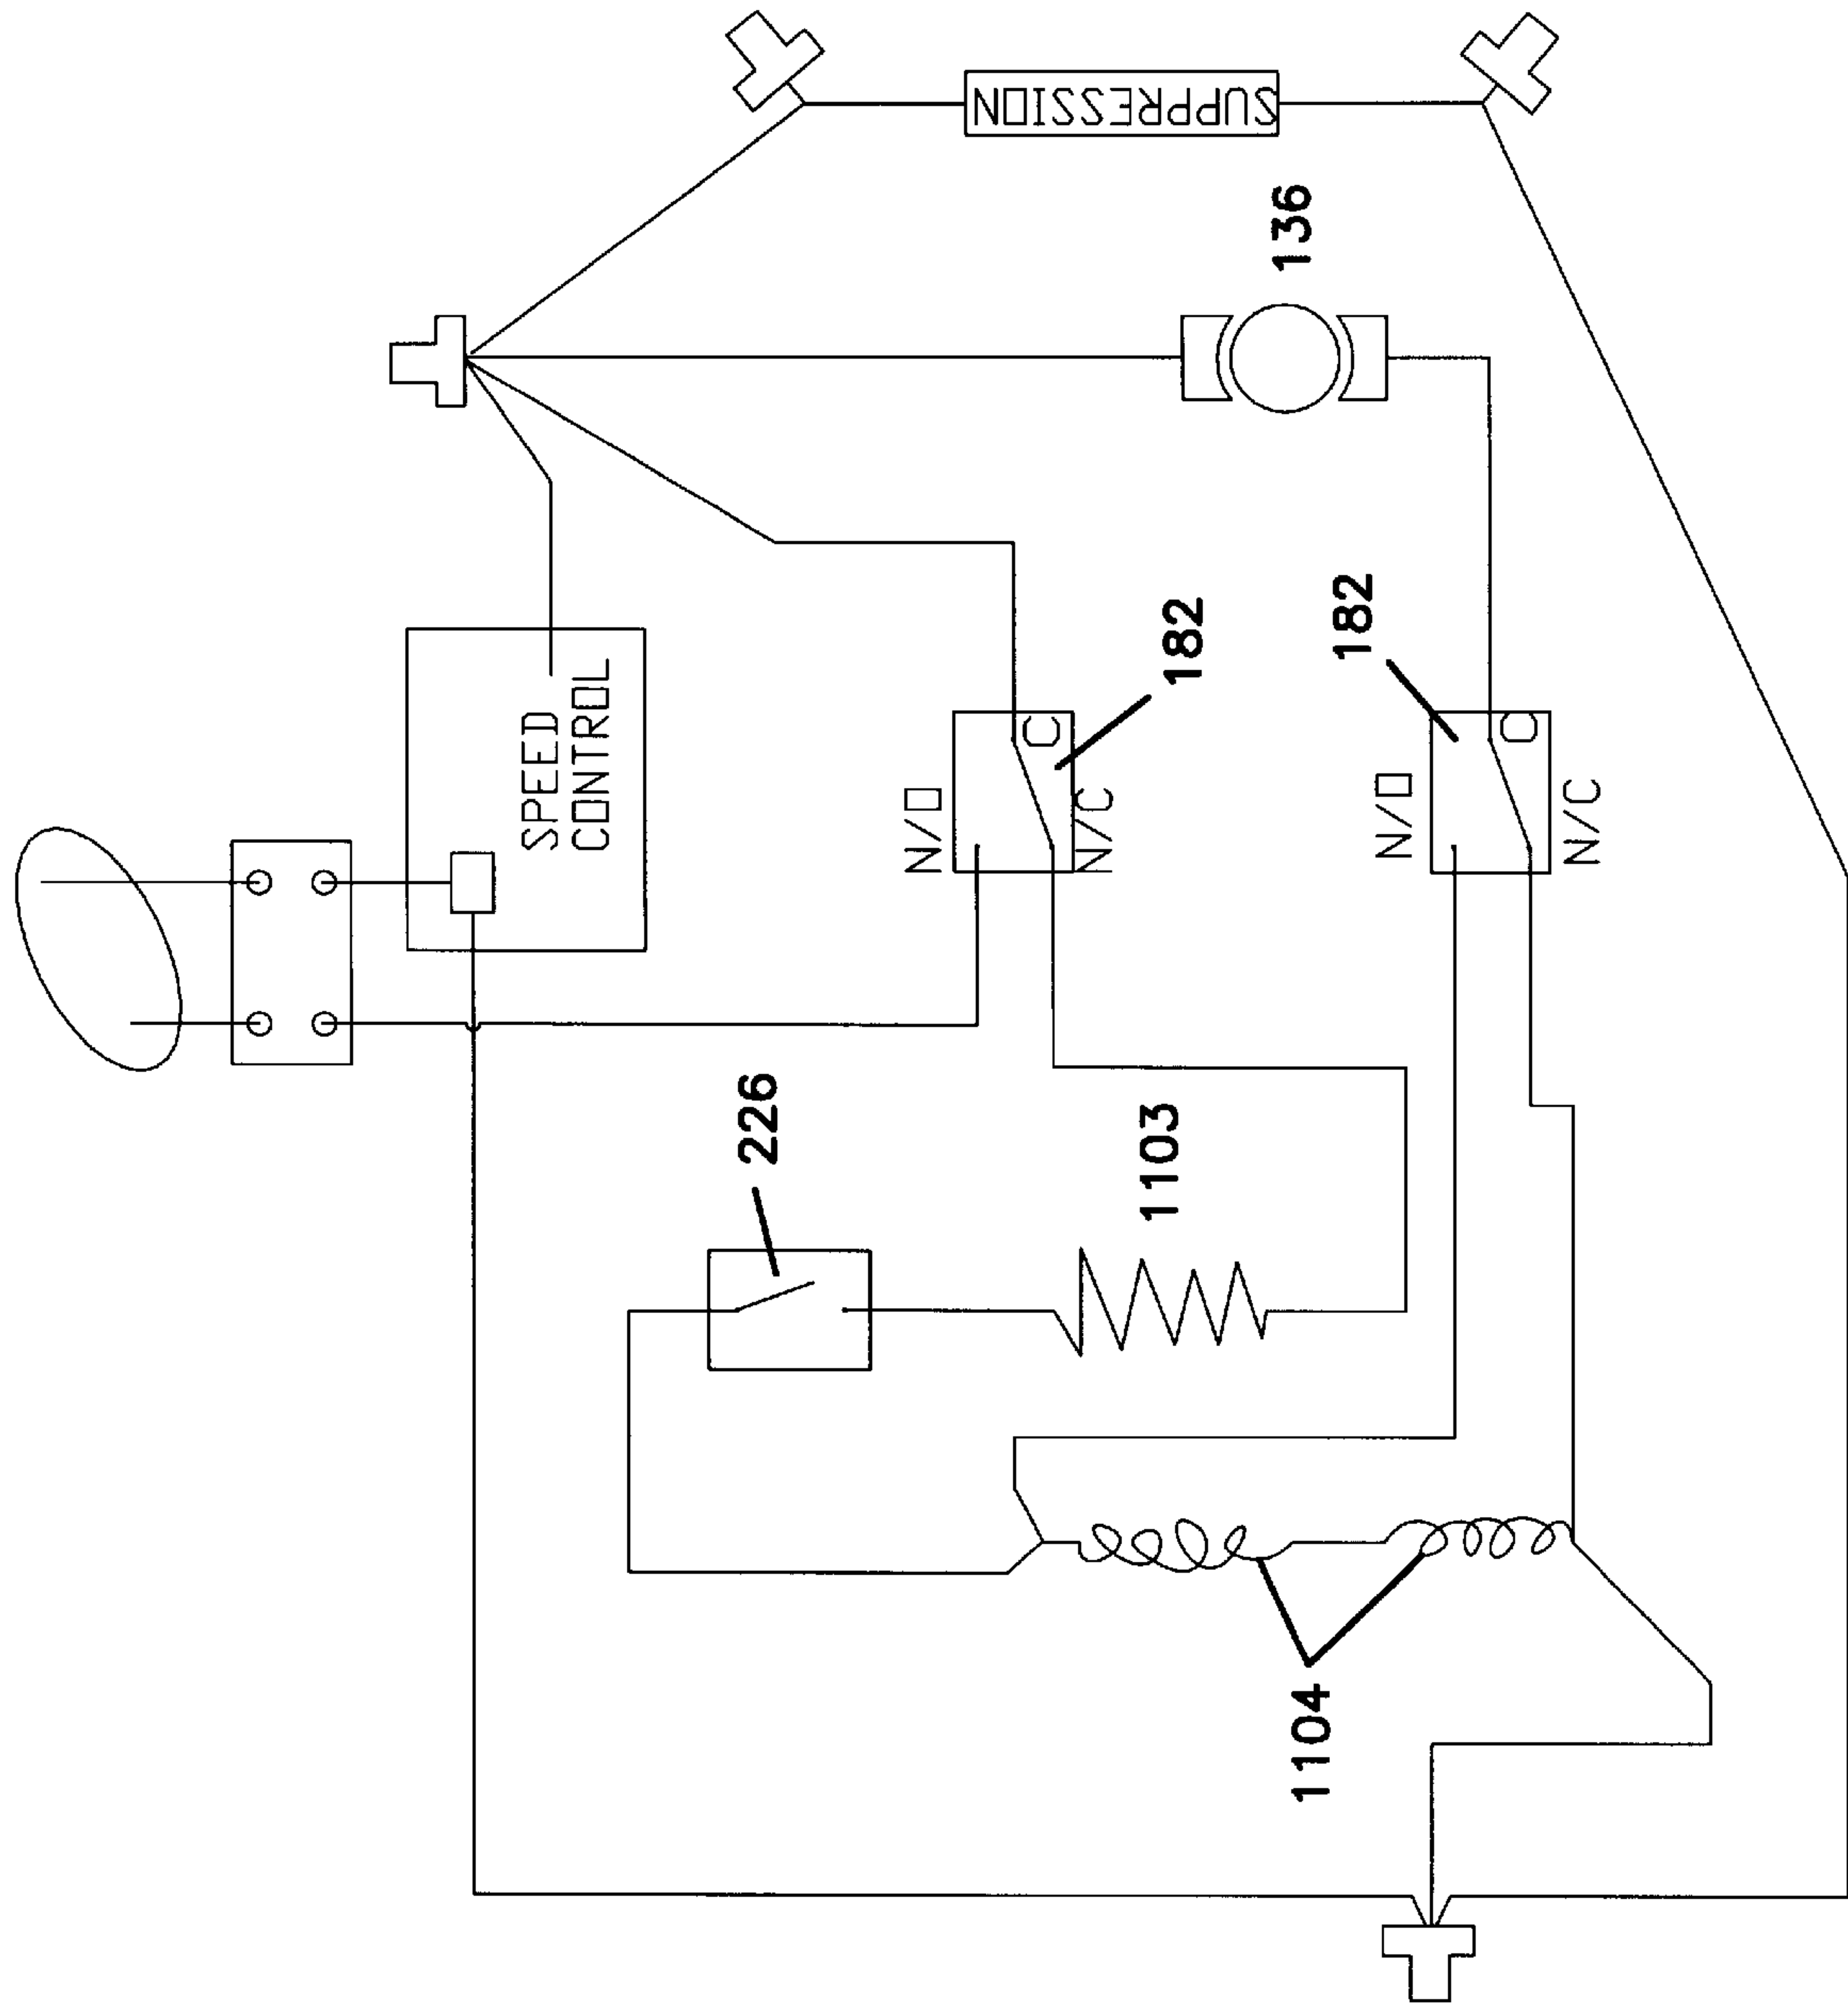 SUPPRESSION
136
SPEED
CONTROL
182
182
N/O
C
N/C
N/O
C
N/C
226
1103
1104